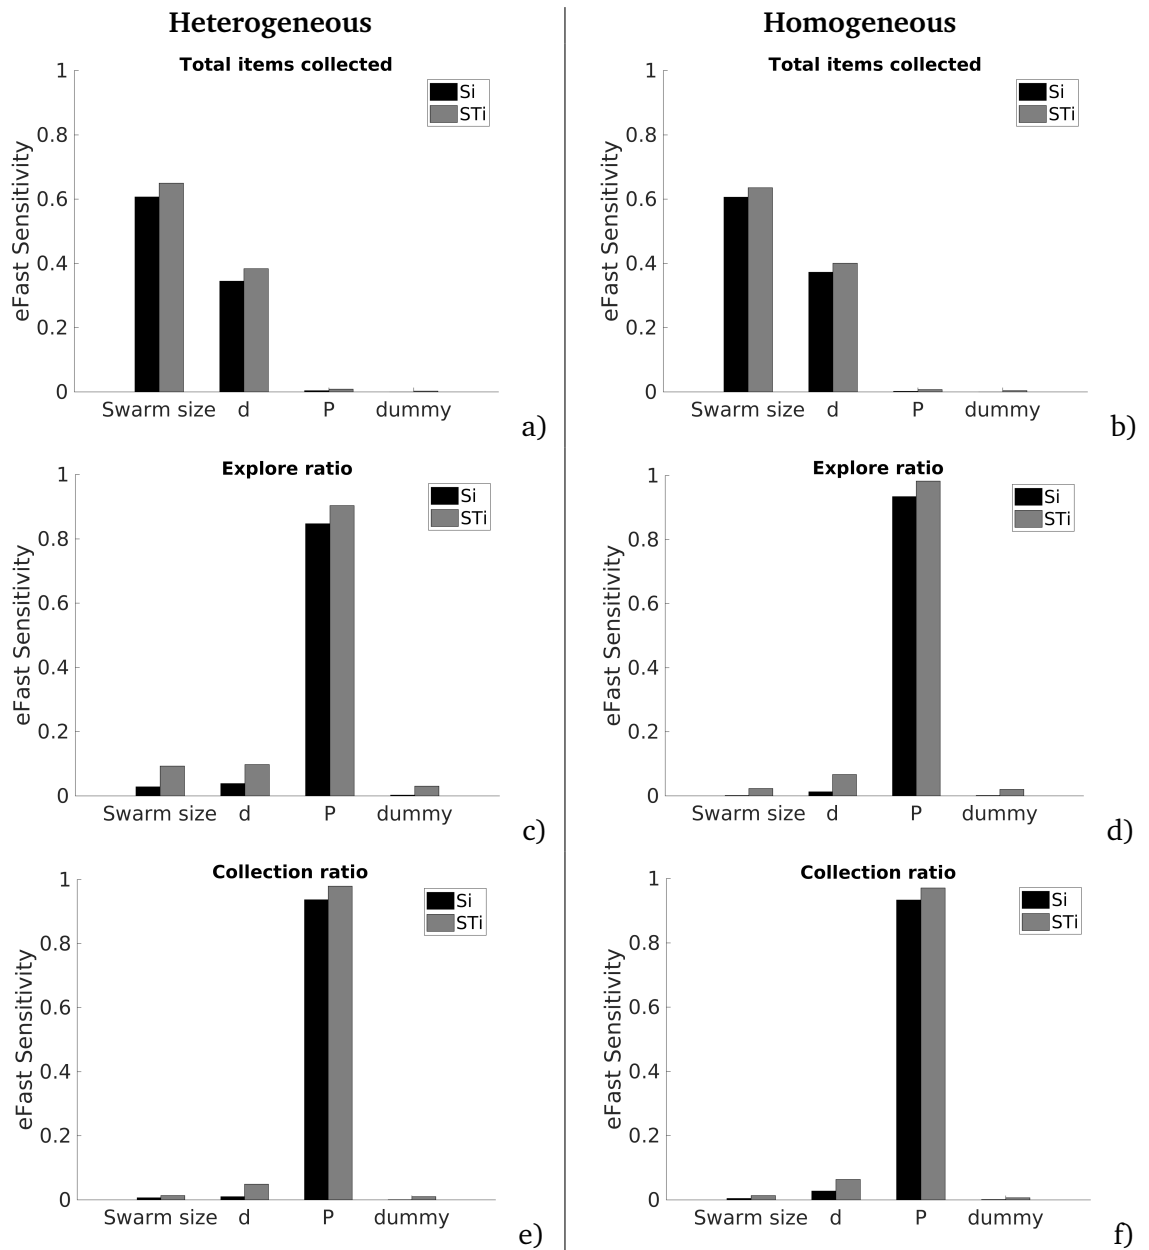 Heterogeneous
Total items collected
Si
STi
eFast Sensitivity
1
0.8
0.6
0.4
0.2
0
Swarm size d P dummy
a)
Homogeneous
Total items collected
Si
STi
eFast Sensitivity
1
0.8
0.6
0.4
0.2
0
Swarm size d P dummy
b)
Explore ratio
Si
STi
eFast Sensitivity
1
0.8
0.6
0.4
0.2
0
Swarm size d P dummy
c)
Explore ratio
Si
STi
eFast Sensitivity
1
0.8
0.6
0.4
0.2
0
Swarm size d P dummy
d)
Collection ratio
Si
STi
eFast Sensitivity
1
0.8
0.6
0.4
0.2
0
Swarm size d P dummy
e)
Collection ratio
Si
STi
eFast Sensitivity
1
0.8
0.6
0.4
0.2
0
Swarm size d P dummy
f)